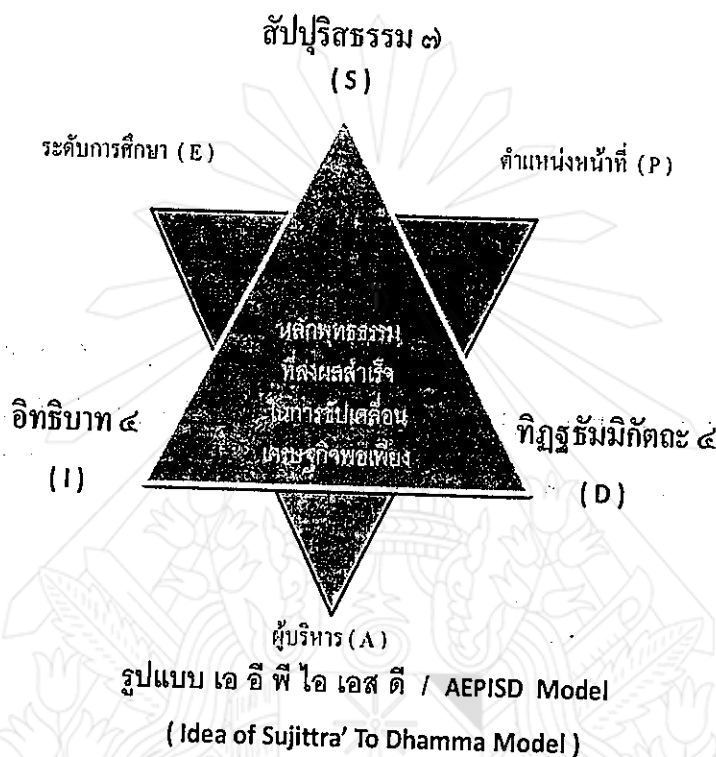 สัปปุริสธรรม ๗
(S)
ระดับการศึกษา (E)
ตำแหน่งหน้าที่ (P)
หลักพุทธธรรม
ที่ส่งผลสำเร็จ
ในการขับเคลื่อน
เศรษฐกิจพอเพียง
อิทธิบาท ๔
(I)
ทิฏฐธัมมิกัตถะ ๔
(D)
ผู้บริหาร (A)
รูปแบบ เอ อี พี ไอ เอส ดี / AEPISD Model
( Idea of Sujittra' To Dhamma Model )